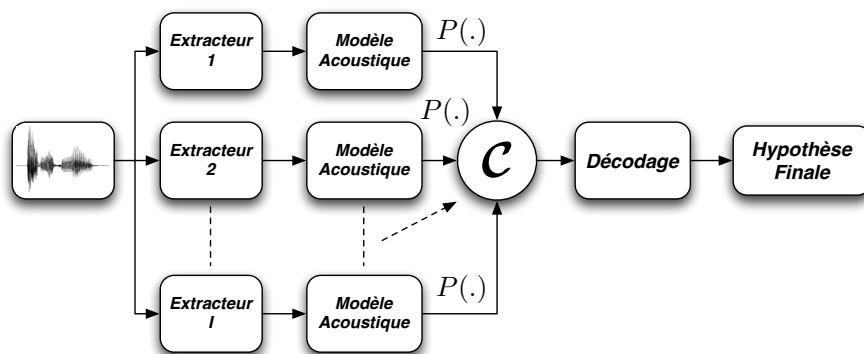 Extracteur
1
Modèle
Acoustique
P(.)
Extracteur
2
Modèle
Acoustique
P(.)
C
Décodage
Hypothèse
Finale
Extracteur
I
Modèle
Acoustique
P(.)